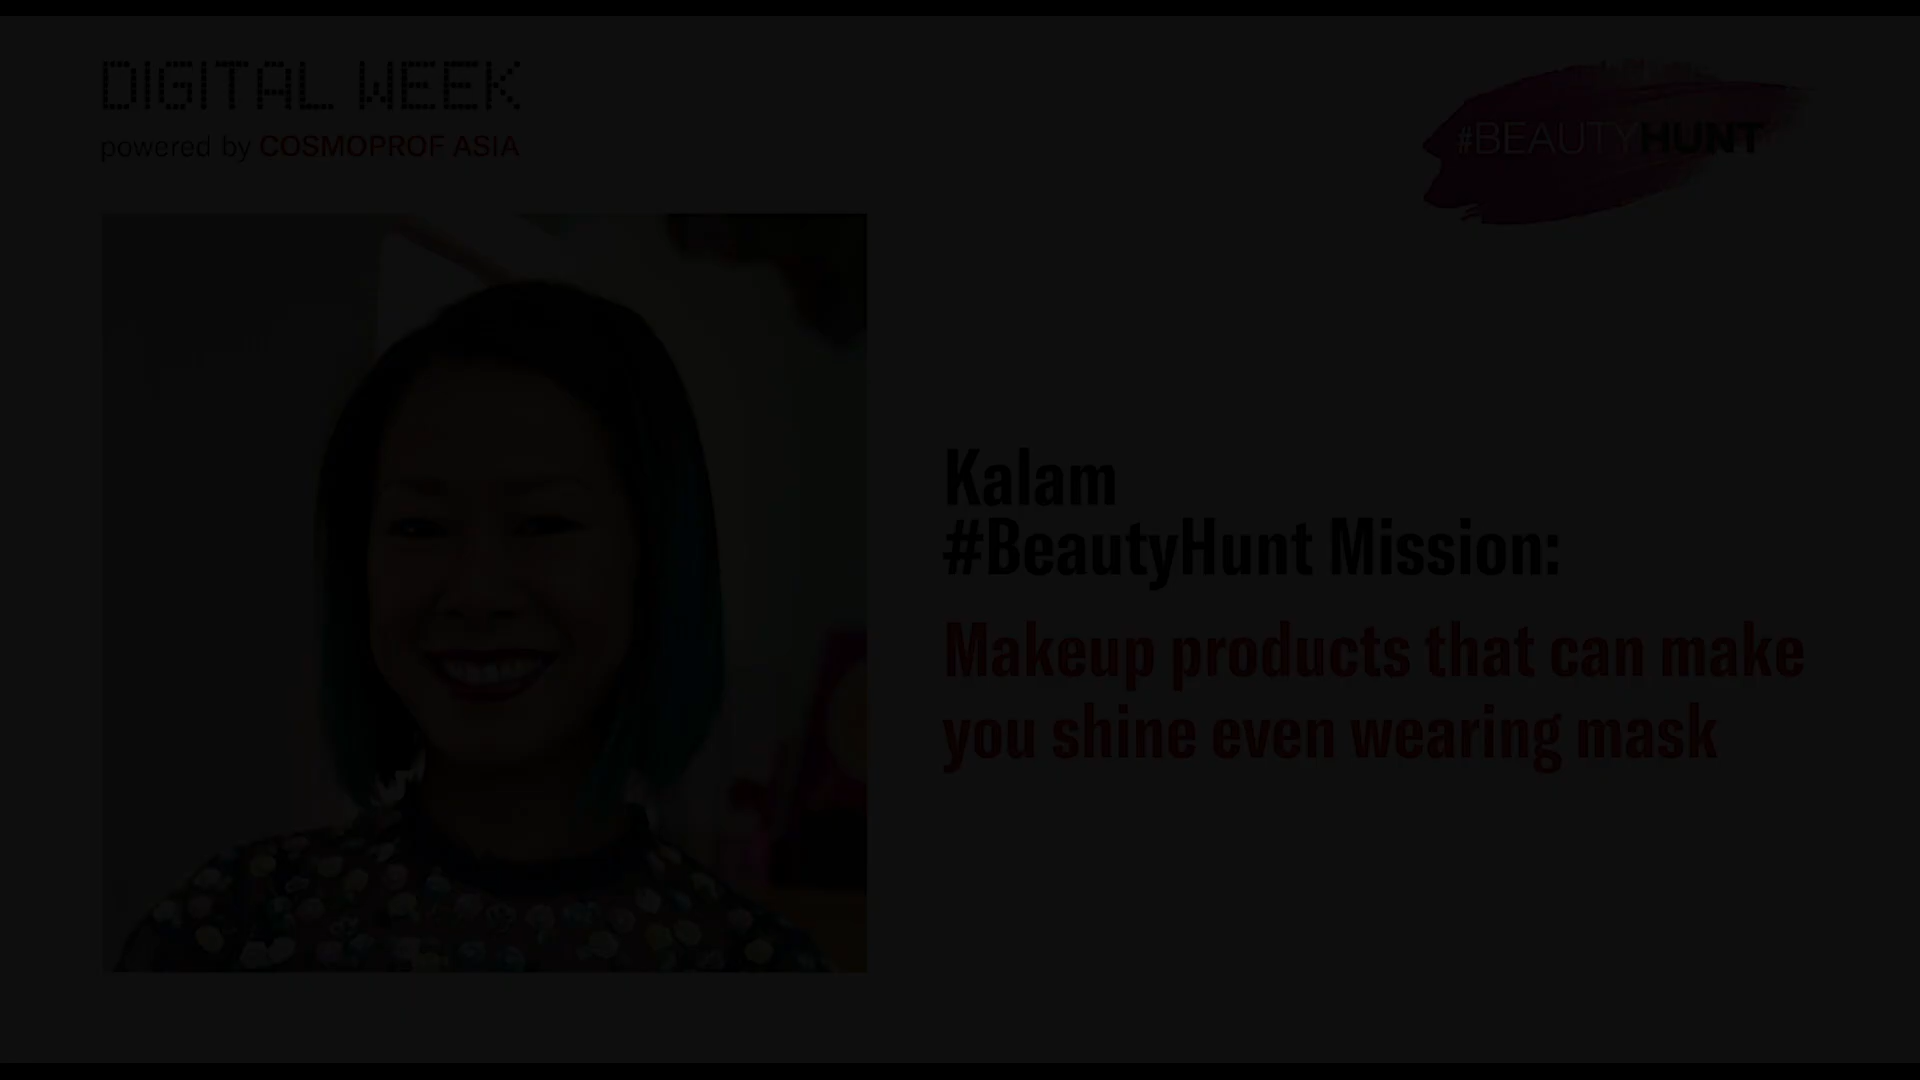 DIGITAL WEEK
powered by COSMOPROF ASIA
#BEAUTYHUNT
Kalam
#BeautyHunt Mission:
Makeup products that can make
you shine even wearing mask